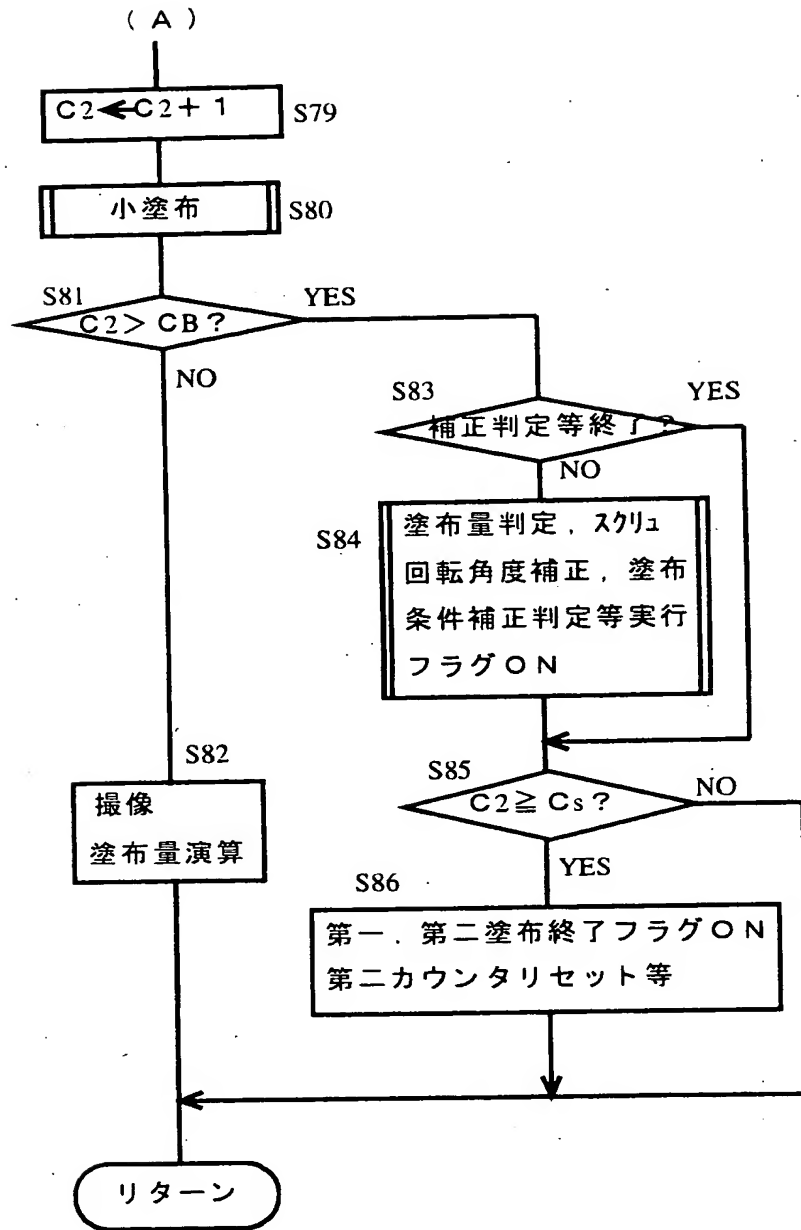 (A)
C2←C2+1
S79
小塗布
S80
S81
YES
C2>CB?
NO
S83
YES
補正判定等終了?
NO
S84
塗布量判定，スクリュ
回転角度補正，塗布
条件補正判定等実行
フラグON
S82
撮像
塗布量演算
S85
NO
C2≧Cs?
YES
S86
第一．第二塗布終了フラグON
第二カウンタリセット等
リターン